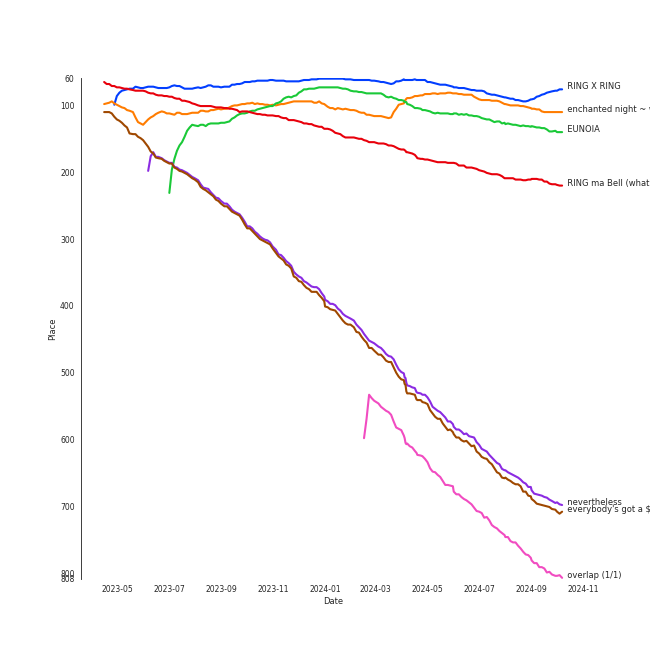 60
RING X RING
100
enchanted night ~
EUNOIA
RING ma Bell (what
200
300
Place
400
500
600
700
nevertheless
everybody's got a $
800
808
overlap (1/1)
2023-05 2023-07 2023-09 2023-11 2024-01 2024-03 2024-05 2024-07 2024-09 2024-11
Date